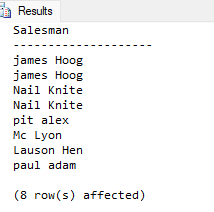 Results
Salesman
--------------------
james Hoog
james Hoog
Nail Knite
Nail Knite
pit alex
Mc Lyon
Lauson Hen
paul adam
(8 row(s) affected)